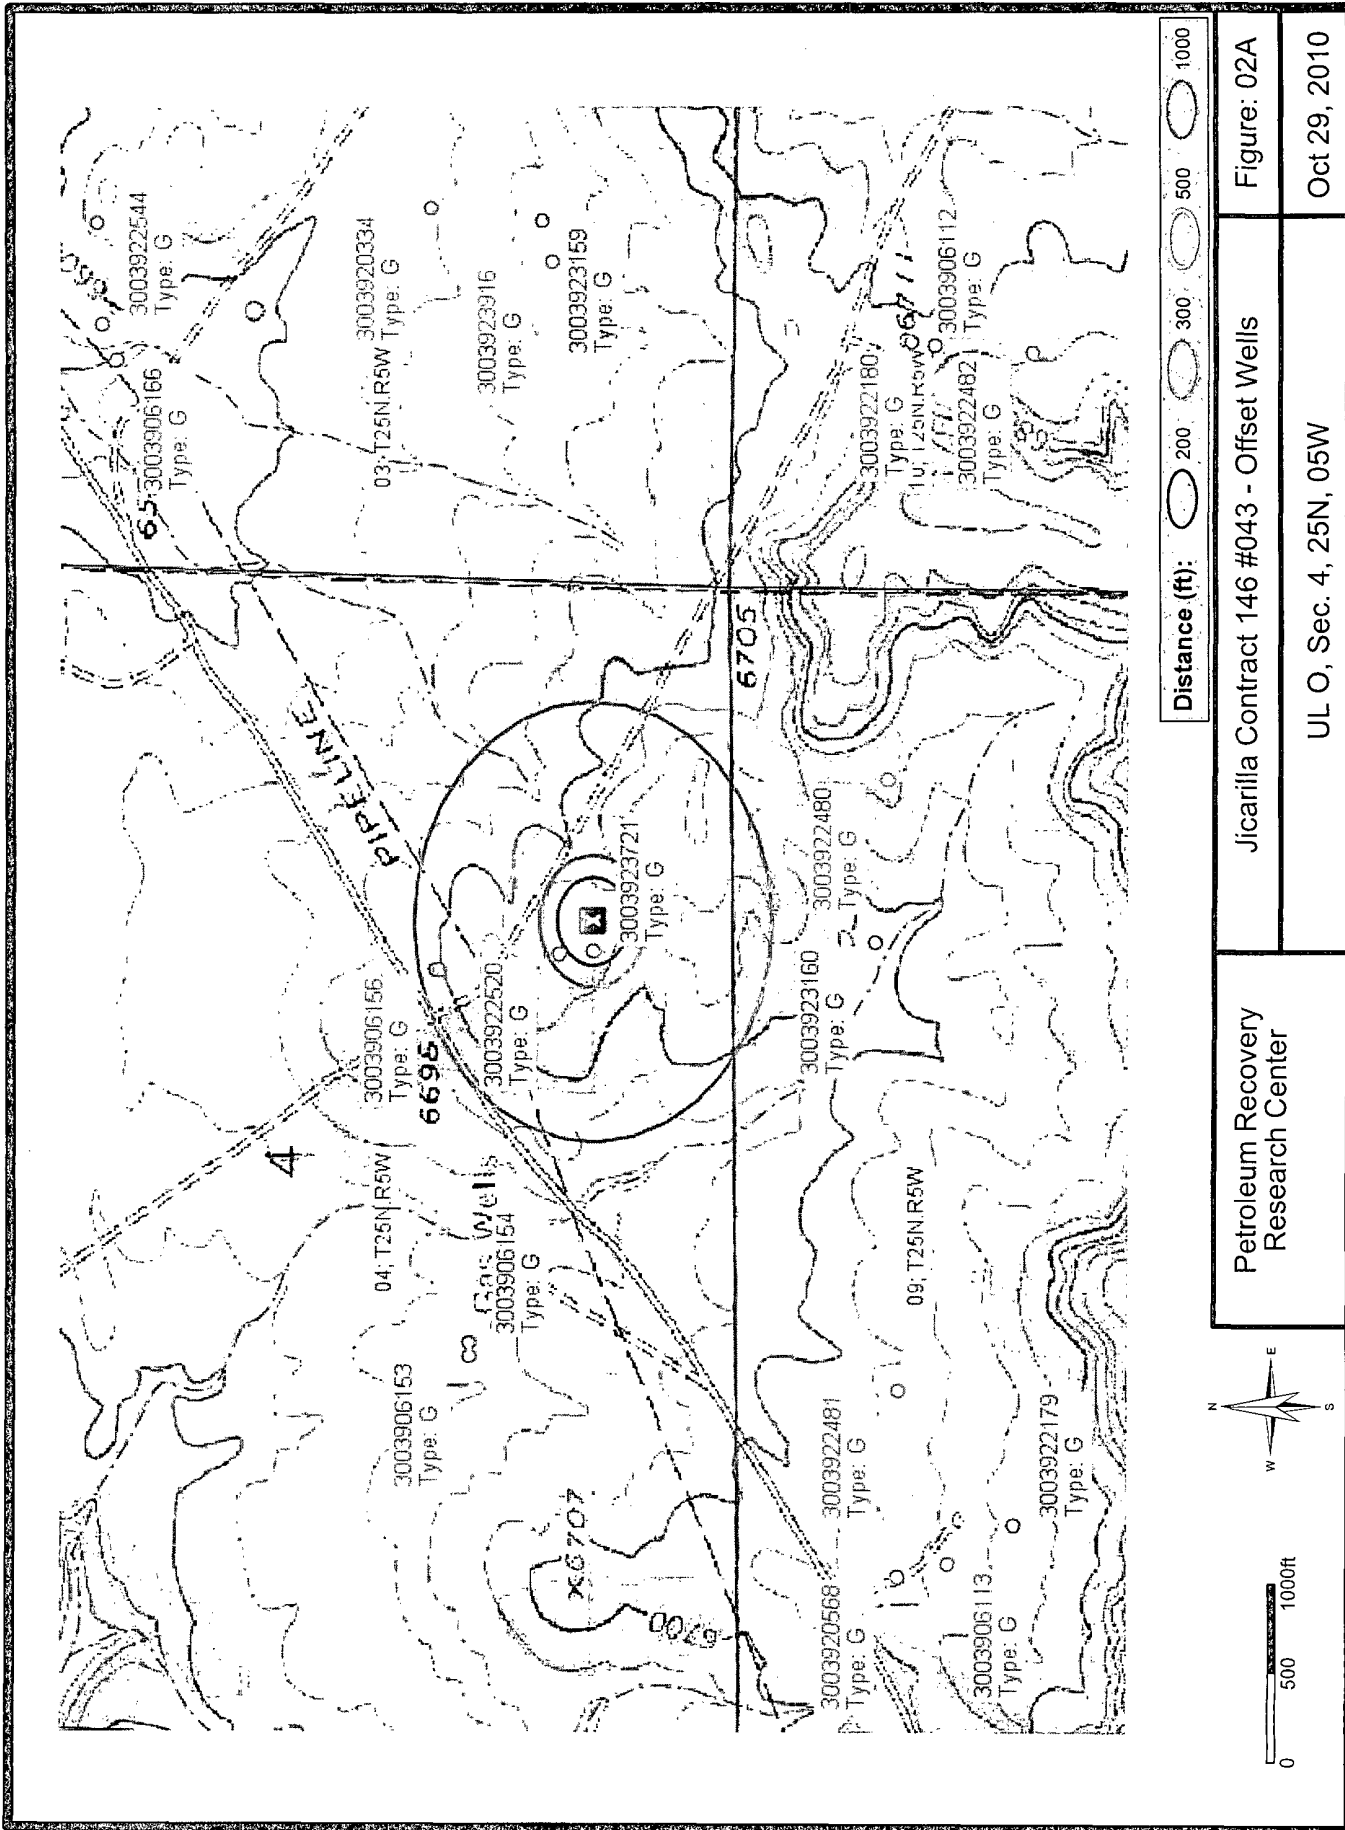 3003922544
Type: G
65
3003906166
Type: G
PIPELINE
3003920334
03; T25N,R5W
Type: G
3003923916
Type: G
3003923159
Type: G
4
3003906156
Type: G
6698
04; T25N,R5W
3003922520
Type: G
Gas Wells
3003906154
Type: G
3003906153
Type: G
3003923721
Type: G
X6707
6700
6705
3003922180
Type: G
3003906112
Type: G
3003922482
Type: G
3003922480
Type: G
3003923160
Type: G
09; T25N,R5W
3003922481
Type: G
3003920568
Type: G
3003922179
Type: G
3003906113
Type: G
Distance (ft): 200 300 500 1000
0 500 1000ft
N
W E
S
Petroleum Recovery
Research Center
Jicarilla Contract 146 #043 - Offset Wells
Figure: 02A
UL O, Sec. 4, 25N, 05W
Oct 29, 2010